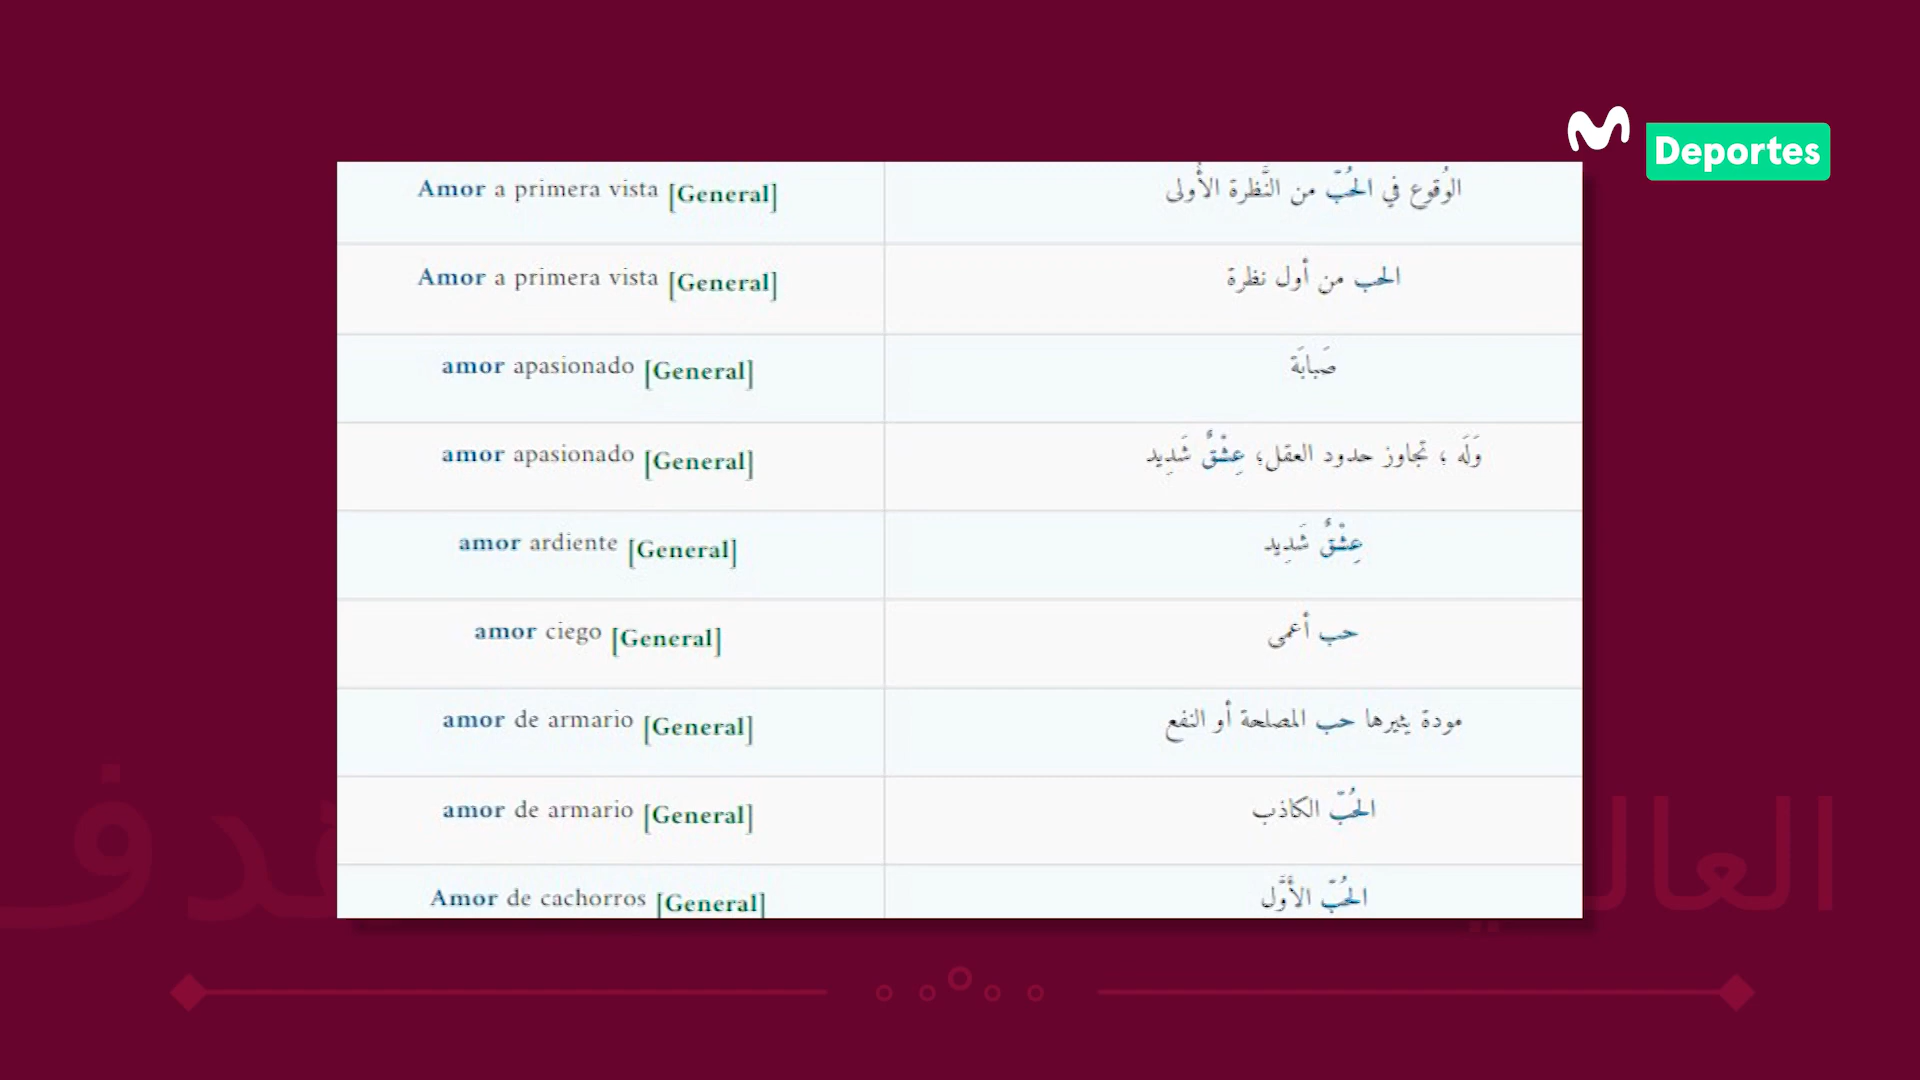 Deportes
Amor a primera vista [General] الوُقوع في الحُبّ من النَّظرة الأُولى
Amor a primera vista [General] الحب من أول نظرة
amor apasionado [General] صَبابَة
amor apasionado [General] وَلَه ؛ تجاوز حدود العقل؛ عِشْقٌ شَدِيد
amor ardiente [General] عِشْقٌ شَدِيد
amor ciego [General] حب أعمى
amor de armario [General] مودة يثيرها حب المصلحة أو النفع
amor de armario [General] الحُبّ الكاذب
Amor de cachorros [General] الحُبّ الأَوَّل